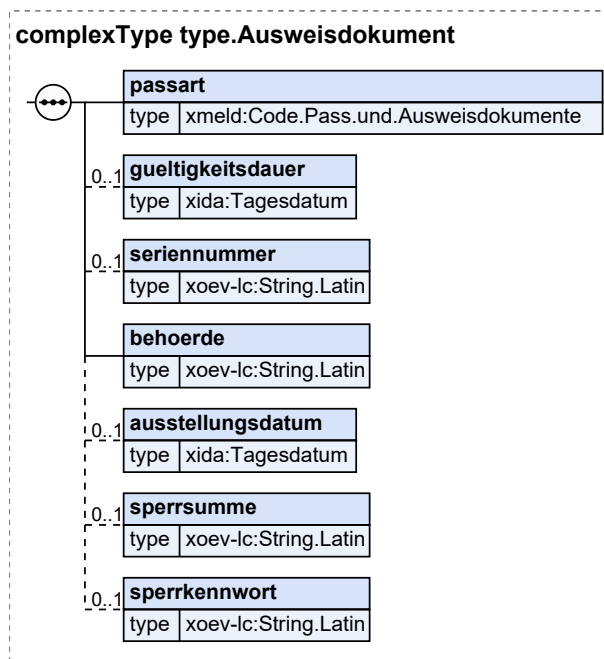 complexType type.Ausweisdokument
passart
type xmeld:Code.Pass.und.Ausweisdokumente
0..1 gueltigkeitsdauer
type xida:Tagesdatum
0..1 seriennummer
type xoev-lc:String.Latin
behoerde
type xoev-lc:String.Latin
0..1 ausstellungsdatum
type xida:Tagesdatum
0..1 sperrsumme
type xoev-lc:String.Latin
0..1 sperrkennwort
type xoev-lc:String.Latin